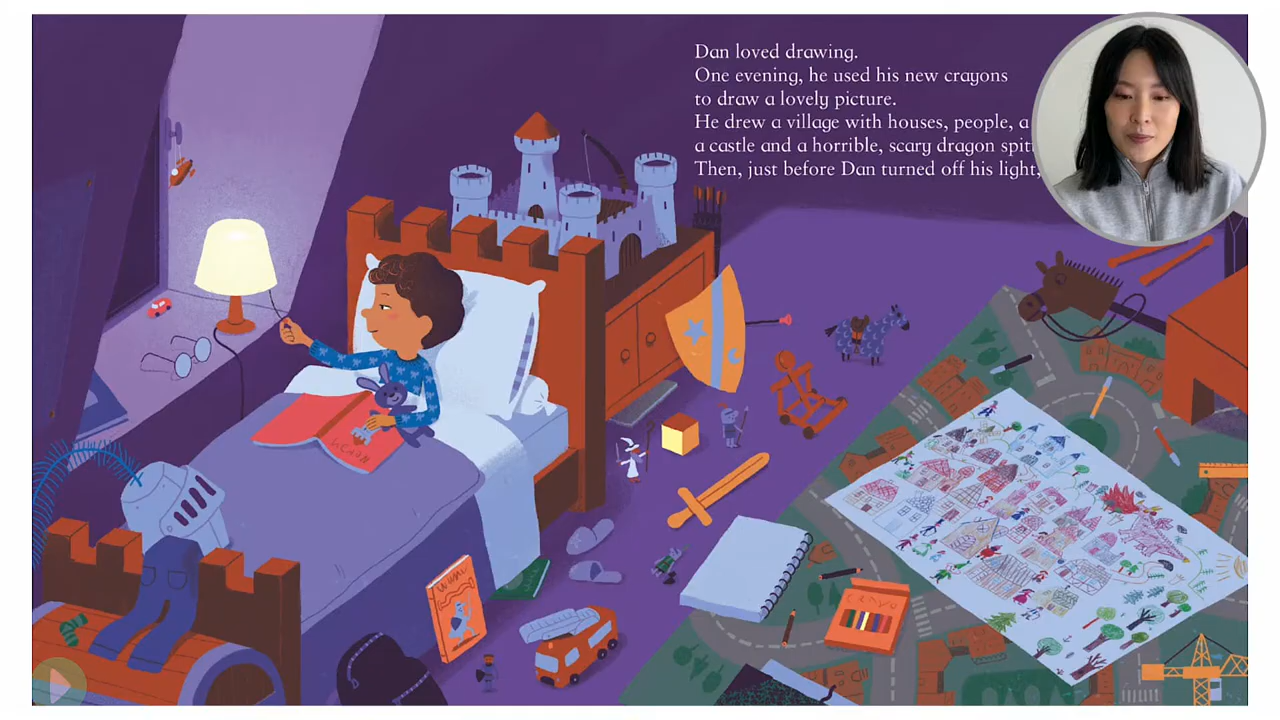 Dan loved drawing.
One evening, he used his new crayons
to draw a lovely picture.
He drew a village with houses, people, a
a castle and a horrible, scary dragon
Then, just before Dan turned off his light,